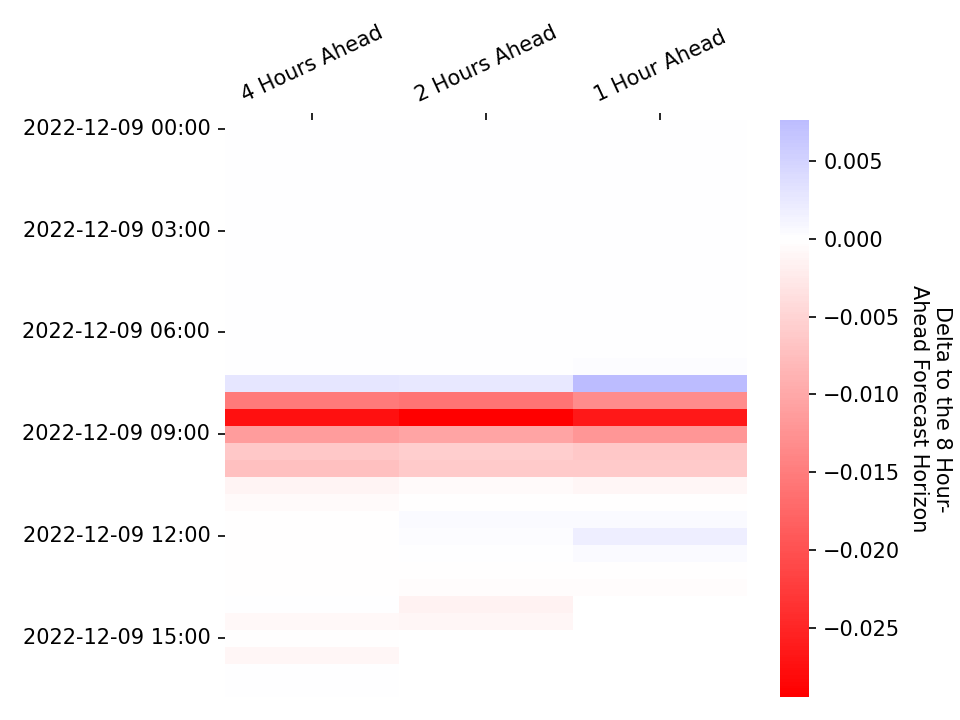 4 Hours Ahead
2 Hours Ahead
1 Hour Ahead
2022-12-09 00:00
2022-12-09 03:00
2022-12-09 06:00
2022-12-09 09:00
2022-12-09 12:00
2022-12-09 15:00
0.005
0.000
−0.005
−0.010
−0.015
−0.020
−0.025
Delta to the 8 Hour-
Ahead Forecast Horizon